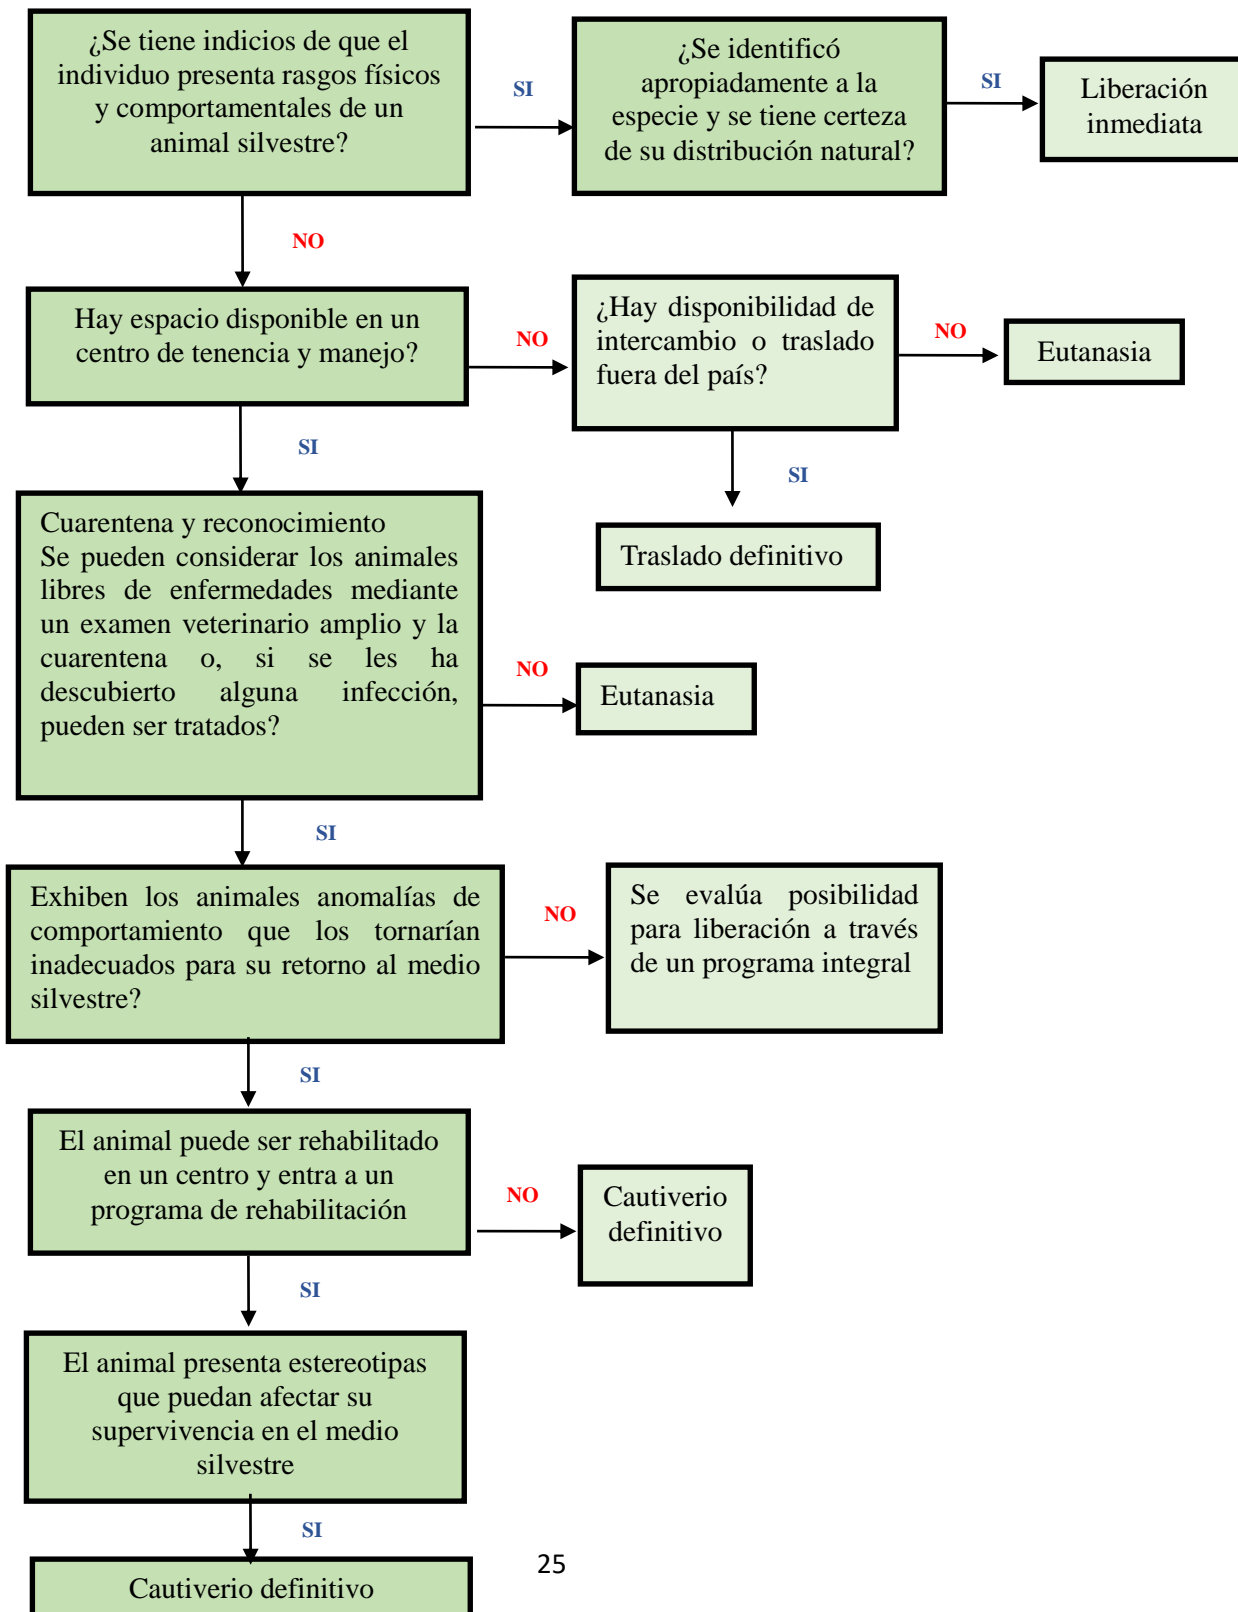 ¿Se tiene indicios de que el
individuo presenta rasgos físicos
y comportamentales de un
animal silvestre?
SI
¿Se identificó
apropiadamente a la
especie y se tiene certeza
de su distribución natural?
SI
Liberación
inmediata
NO
Hay espacio disponible en un
centro de tenencia y manejo?
NO
¿Hay disponibilidad de
intercambio o traslado
fuera del país?
NO
Eutanasia
SI
SI
Traslado definitivo
Cuarentena y reconocimiento
Se pueden considerar los animales
libres de enfermedades mediante
un examen veterinario amplio y la
cuarentena o, si se les ha
descubierto alguna infección,
pueden ser tratados?
NO
Eutanasia
SI
Exhiben los animales anomalías de
comportamiento que los tornarían
inadecuados para su retorno al medio
silvestre?
NO
Se evalúa posibilidad
para liberación a través
de un programa integral
SI
El animal puede ser rehabilitado
en un centro y entra a un
programa de rehabilitación
NO
Cautiverio
definitivo
SI
El animal presenta estereotipas
que puedan afectar su
supervivencia en el medio
silvestre
SI
Cautiverio definitivo
25